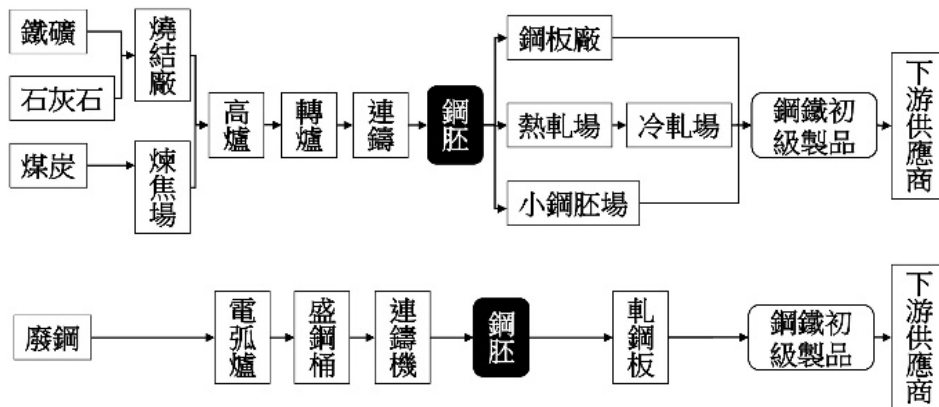 鐵礦
石灰石
煤炭
燒結廠
煉焦場
高爐
轉爐
連鑄
鋼胚
鋼板廠
熱軋場
冷軋場
小鋼胚場
鋼鐵初
級製品
下游供應商
廢鋼
電弧爐
盛鋼桶
連鑄機
鋼胚
軋鋼板
鋼鐵初
級製品
下游供應商